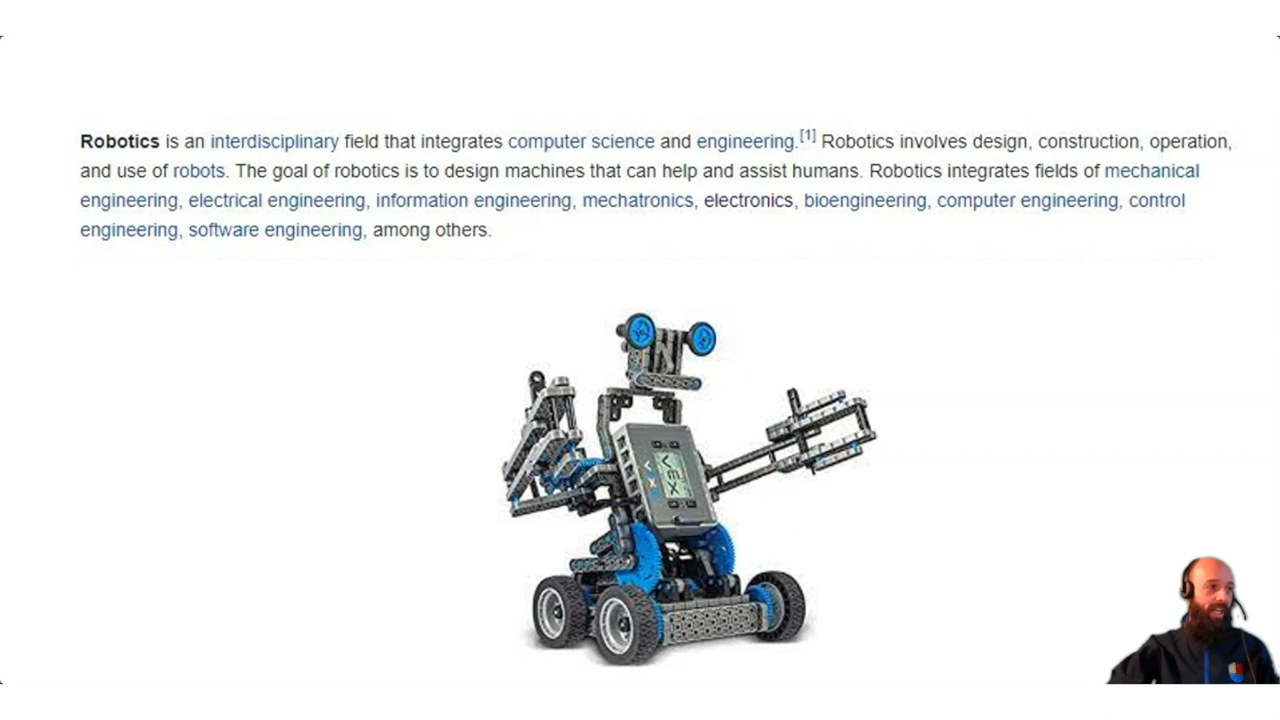 Robotics is an interdisciplinary field that integrates computer science and engineering.[1] Robotics involves design, construction, operation,
and use of robots. The goal of robotics is to design machines that can help and assist humans. Robotics integrates fields of mechanical
engineering, electrical engineering, information engineering, mechatronics, electronics, bioengineering, computer engineering, control
engineering, software engineering, among others.
VEX